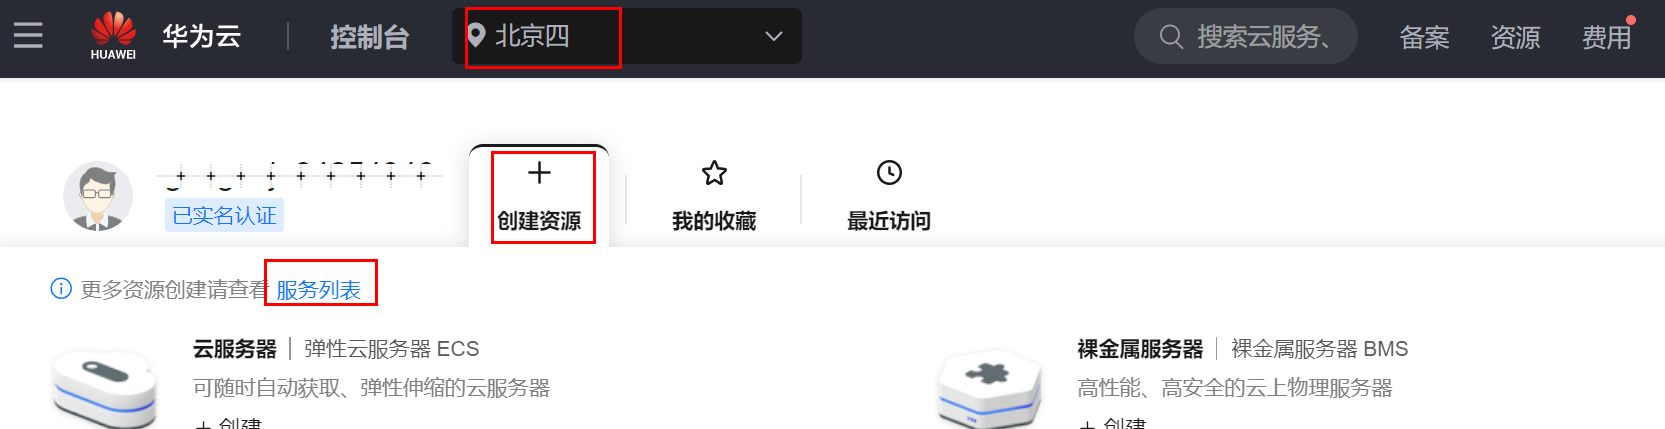 HUAWEI
华为云
控制台
北京四
搜索云服务、
备案
资源
费用
已实名认证
创建资源
我的收藏
最近访问
更多资源创建请查看 服务列表
云服务器 | 弹性云服务器 ECS
可随时自动获取、弹性伸缩的云服务器
+ 创建
裸金属服务器 | 裸金属服务器 BMS
高性能、高安全的云上物理服务器
+ 创建